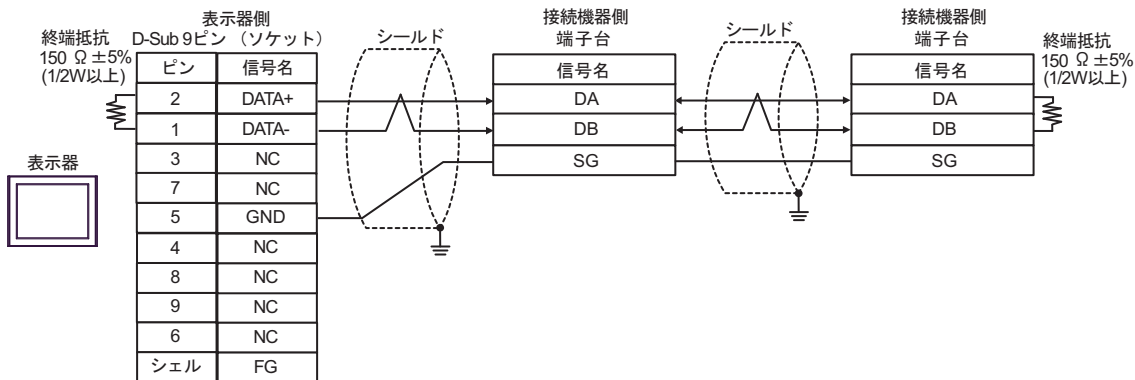 表示器側
D-Sub 9ピン (ソケット)
終端抵抗
150 Ω ±5%
(1/2W以上)
シールド
接続機器側
端子台
シールド
接続機器側
端子台
終端抵抗
150 Ω ±5%
(1/2W以上)
表示器
ピン 信号名
2 DATA+
1 DATA-
3 NC
7 NC
5 GND
4 NC
8 NC
9 NC
6 NC
シェル FG
信号名
DA
DB
SG
信号名
DA
DB
SG